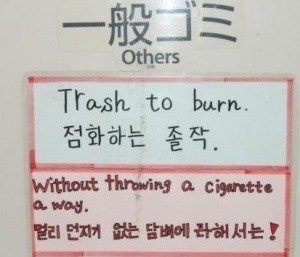 一般ゴミ
Others
Trash to burn.
점화하는 졸작.
Without throwing a cigarette
a way.
멀리 던지기 없는 담배에 관해서는!